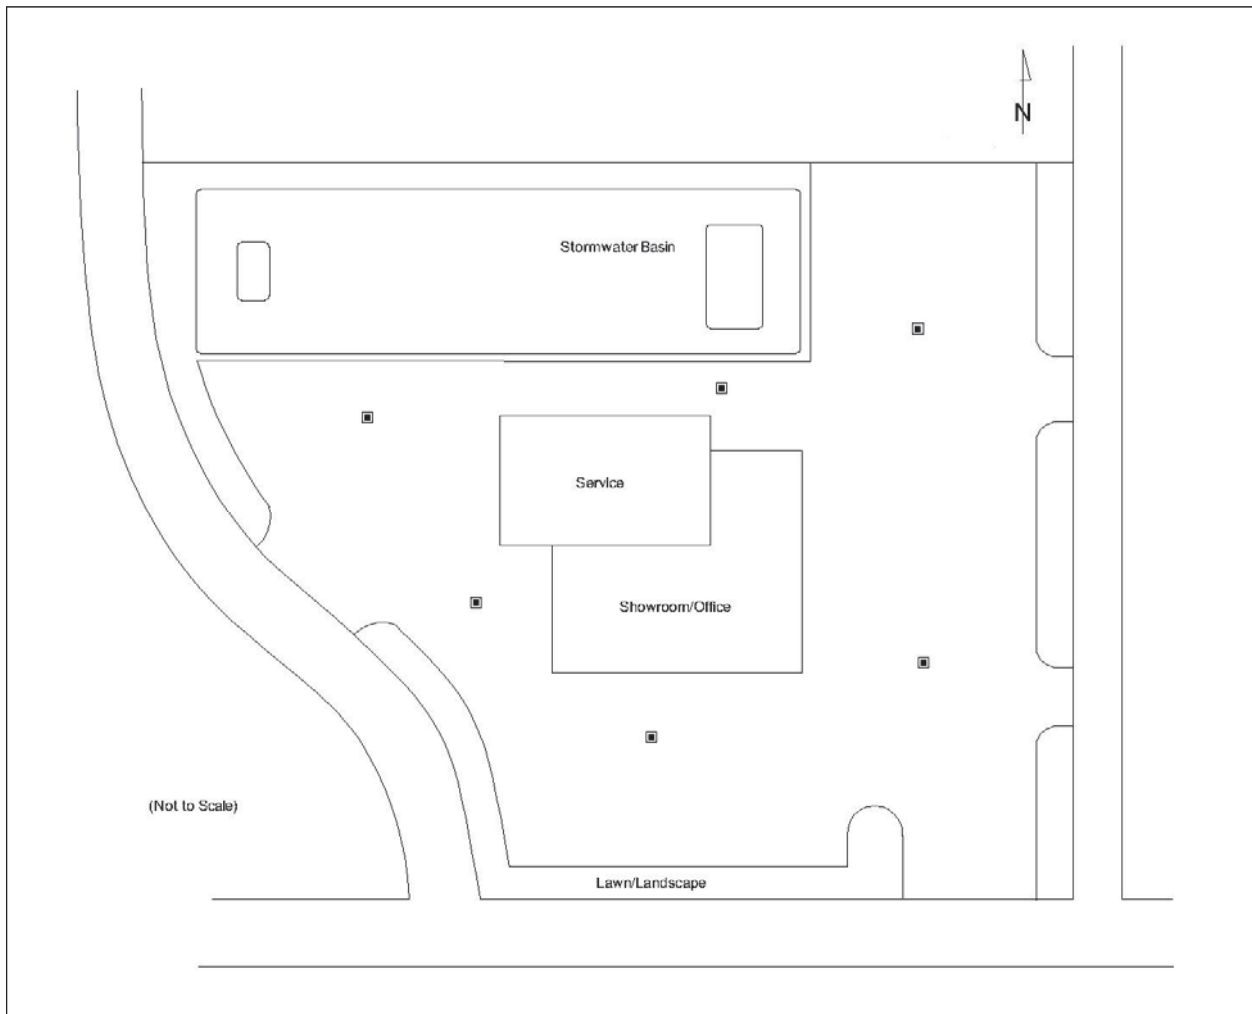 N
Stormwater Basin
Service
Showroom/Office
(Not to Scale)
Lawn/Landscape